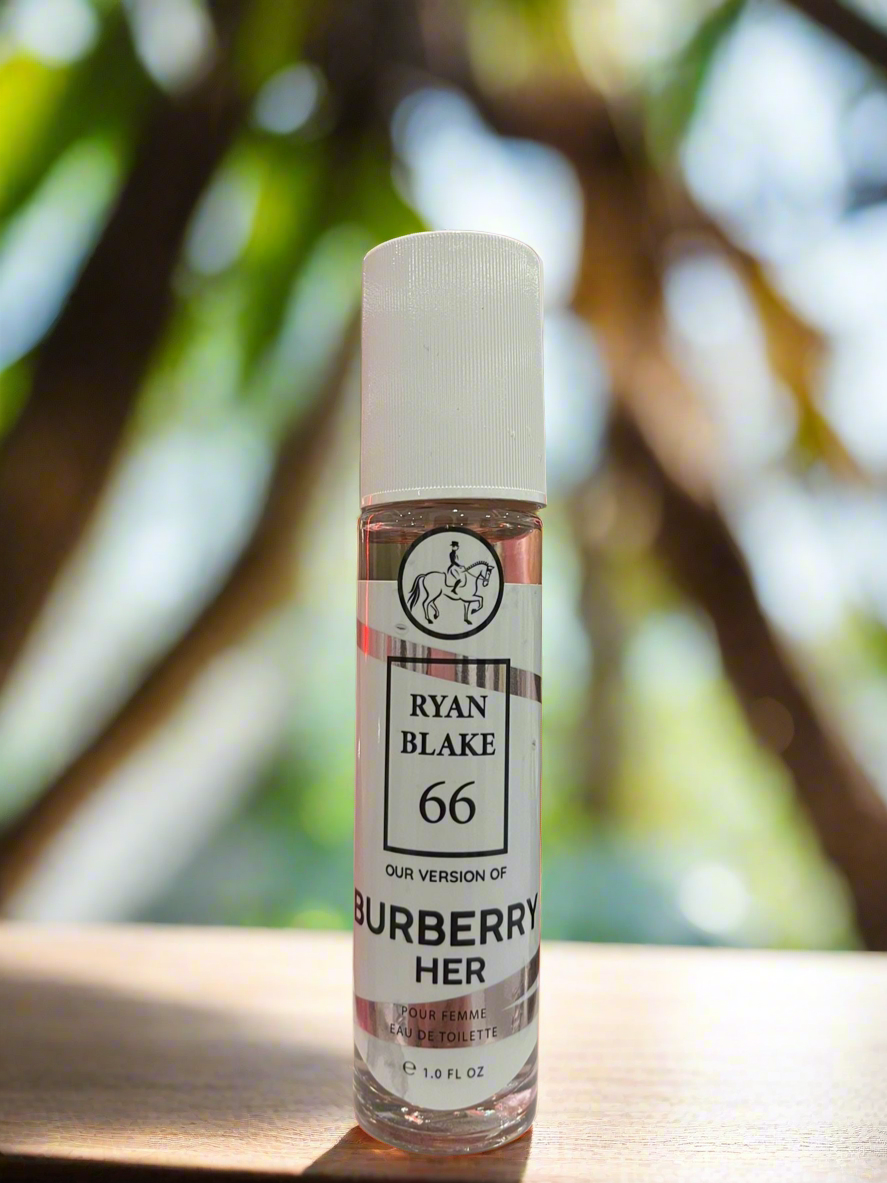 RYAN
BLAKE
66
OUR VERSION OF
BURBERRY
HER
POUR FEMME
EAU DE TOILETTE
℮ 1.0 FL OZ